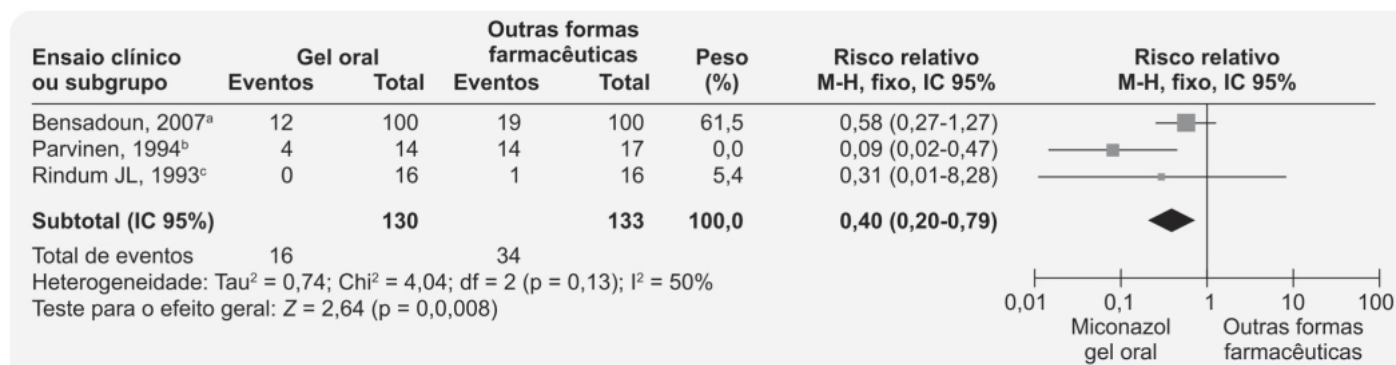 Outras formas
Ensaio clínico Gel oral farmacêuticas Peso Risco relativo Risco relativo
ou subgrupo Eventos Total Eventos Total (%) M-H, fixo, IC 95% M-H, fixo, IC 95%
Bensadoun, 2007ᵃ 12 100 19 100 61,5 0,58 (0,27-1,27)
Parvinen, 1994ᵇ 4 14 14 17 0,0 0,09 (0,02-0,47)
Rindum JL, 1993ᶜ 0 16 1 16 5,4 0,31 (0,01-8,28)
Subtotal (IC 95%) 130 133 100,0 0,40 (0,20-0,79)
Total de eventos 16 34
Heterogeneidade: Tau² = 0,74; Chi² = 4,04; df = 2 (p = 0,13); I² = 50%
Teste para o efeito geral: Z = 2,64 (p = 0,0,008)
0,01 0,1 1 10 100
Miconazol Outras formas
gel oral farmacêuticas